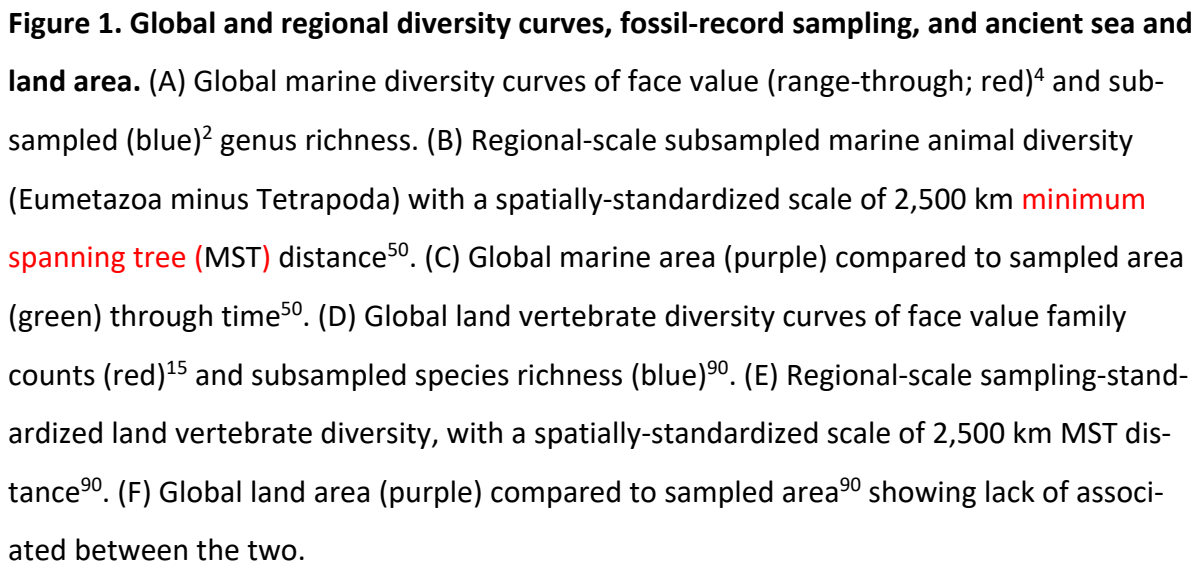 Figure 1. Global and regional diversity curves, fossil-record sampling, and ancient sea and
land area. (A) Global marine diversity curves of face value (range-through; red)⁴ and sub-
sampled (blue)² genus richness. (B) Regional-scale subsampled marine animal diversity
(Eumetazoa minus Tetrapoda) with a spatially-standardized scale of 2,500 km minimum
spanning tree (MST) distance⁵⁰. (C) Global marine area (purple) compared to sampled area
(green) through time⁵⁰. (D) Global land vertebrate diversity curves of face value family
counts (red)¹⁵ and subsampled species richness (blue)⁹⁰. (E) Regional-scale sampling-stand-
ardized land vertebrate diversity, with a spatially-standardized scale of 2,500 km MST dis-
tance⁹⁰. (F) Global land area (purple) compared to sampled area⁹⁰ showing lack of associ-
ated between the two.